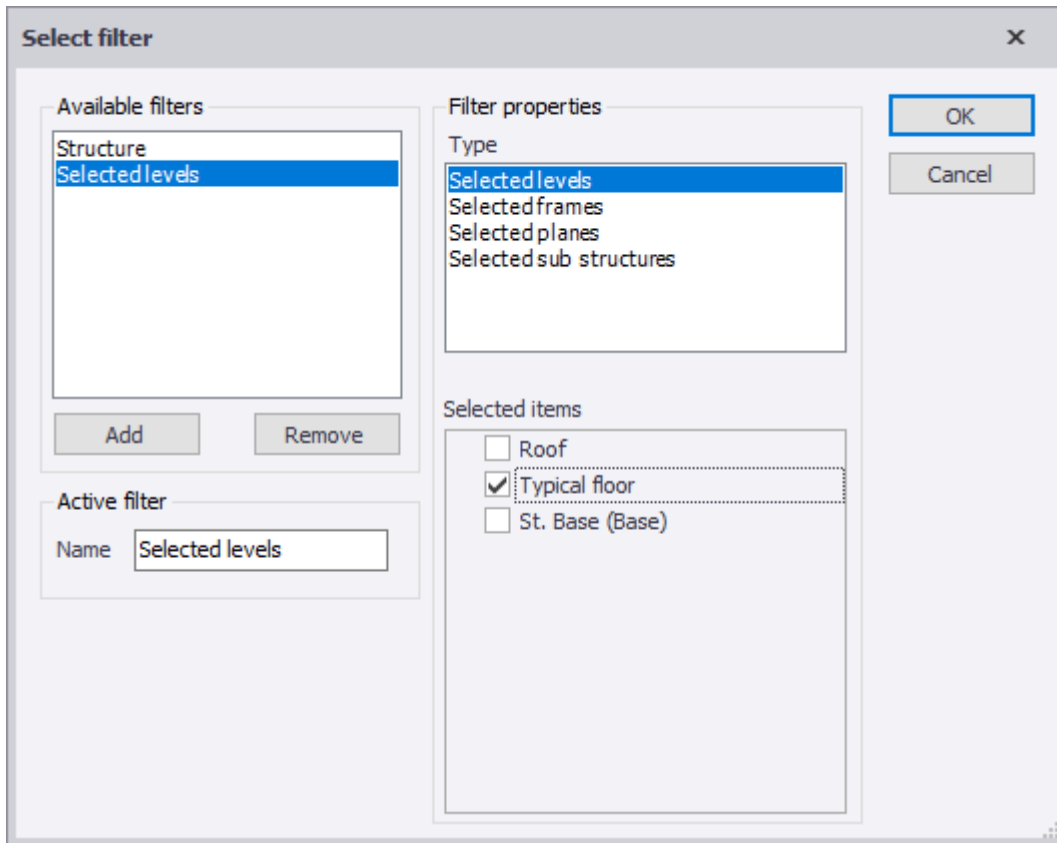 Select filter
Available filters
Structure
Selected levels
Add
Remove
Active filter
Name
Selected levels
Filter properties
Type
Selected levels
Selected frames
Selected planes
Selected sub structures
Selected items
Roof
Typical floor
St. Base (Base)
OK
Cancel